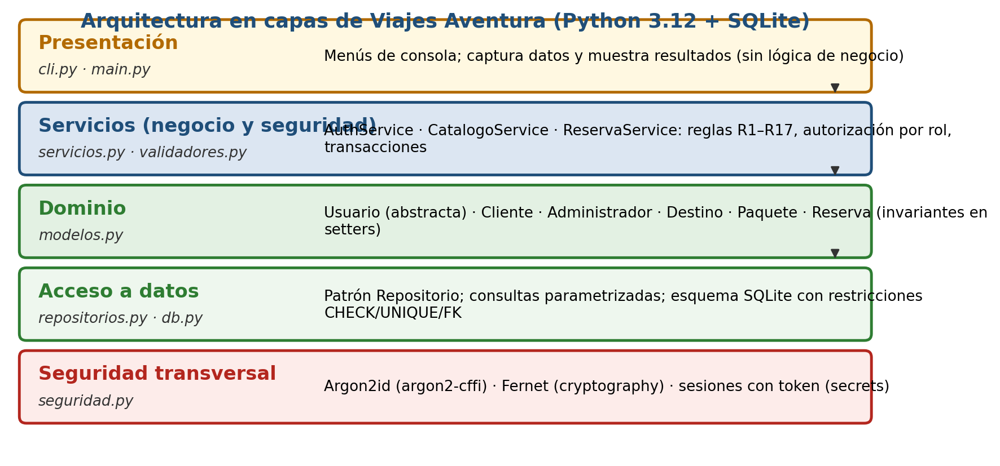 Arquitectura en capas de Viajes Aventura (Python 3.12 + SQLite)
Presentación
cli.py · main.py
Menús de consola; captura datos y muestra resultados (sin lógica de negocio)
Servicios (negocio y seguridad)
servicios.py · validadores.py
AuthService · CatalogoService · ReservaService: reglas R1–R17, autorización por rol,
transacciones
Dominio
modelos.py
Usuario (abstracta) · Cliente · Administrador · Destino · Paquete · Reserva (invariantes en
setters)
Acceso a datos
repositorios.py · db.py
Patrón Repositorio; consultas parametrizadas; esquema SQLite con restricciones
CHECK/UNIQUE/FK
Seguridad transversal
seguridad.py
Argon2id (argon2-cffi) · Fernet (cryptography) · sesiones con token (secrets)